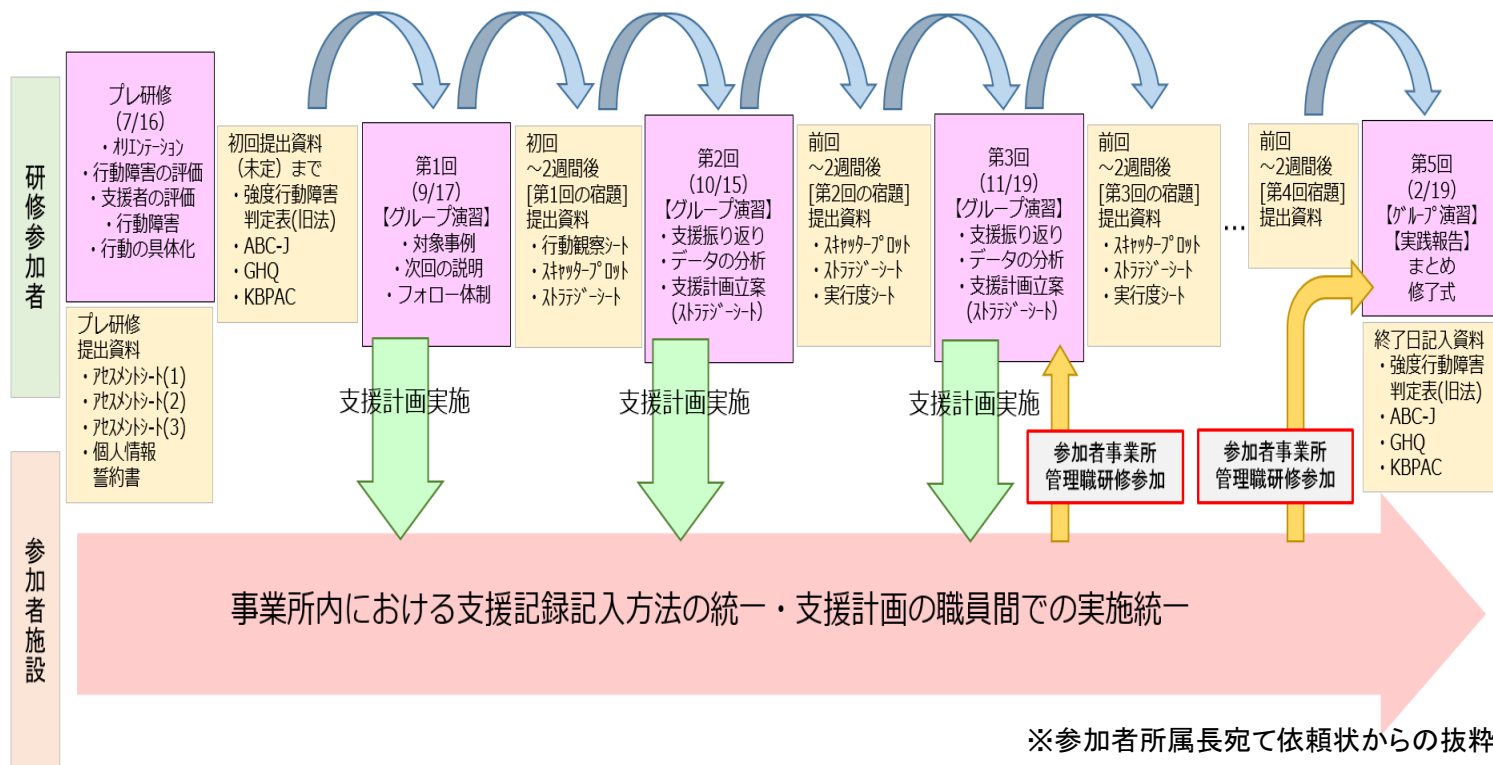 研修参加者
プレ研修
(7/16)
・ｵﾘｴﾝﾃｰｼｮﾝ
・行動障害の評価
・支援者の評価
・行動障害
・行動の具体化
プレ研修
提出資料
・ｱｾｽﾒﾝﾄｼｰﾄ(1)
・ｱｾｽﾒﾝﾄｼｰﾄ(2)
・ｱｾｽﾒﾝﾄｼｰﾄ(3)
・個人情報
誓約書
初回提出資料
（未定）まで
・強度行動障害
判定表(旧法)
・ABC-J
・GHQ
・KBPAC
第1回
(9/17)
【グループ演習】
・対象事例
・次回の説明
・フォロー体制
初回
～2週間後
[第1回の宿題]
提出資料
・行動観察ｼｰﾄ
・ｽｷｬｯﾀｰﾌﾟﾛｯﾄ
・ｽﾄﾗﾃｼﾞｰｼｰﾄ
第2回
(10/15)
【グループ演習】
・支援振り返り
・データの分析
・支援計画立案
(ｽﾄﾗﾃｼﾞｰｼｰﾄ)
前回
～2週間後
[第2回の宿題]
提出資料
・ｽｷｬｯﾀｰﾌﾟﾛｯﾄ
・ｽﾄﾗﾃｼﾞｰｼｰﾄ
・実行度ｼｰﾄ
第3回
(11/19)
【グループ演習】
・支援振り返り
・データの分析
・支援計画立案
(ｽﾄﾗﾃｼﾞｰｼｰﾄ)
前回
～2週間後
[第3回の宿題]
提出資料
・ｽｷｬｯﾀｰﾌﾟﾛｯﾄ
・ｽﾄﾗﾃｼﾞｰｼｰﾄ
・実行度ｼｰﾄ
…
前回
～2週間後
[第4回の宿題]
提出資料
第5回
(2/19)
【ｸﾞﾙｰﾌﾟ演習】
【実践報告】
まとめ
修了式
終了日記入資料
・強度行動障害
判定表(旧法)
・ABC-J
・GHQ
・KBPAC
支援計画実施
支援計画実施
支援計画実施
参加者事業所
管理職研修参加
参加者事業所
管理職研修参加
参加者施設
事業所内における支援記録記入方法の統一・支援計画の職員間での実施統一
※参加者所属長宛て依頼状からの抜粋